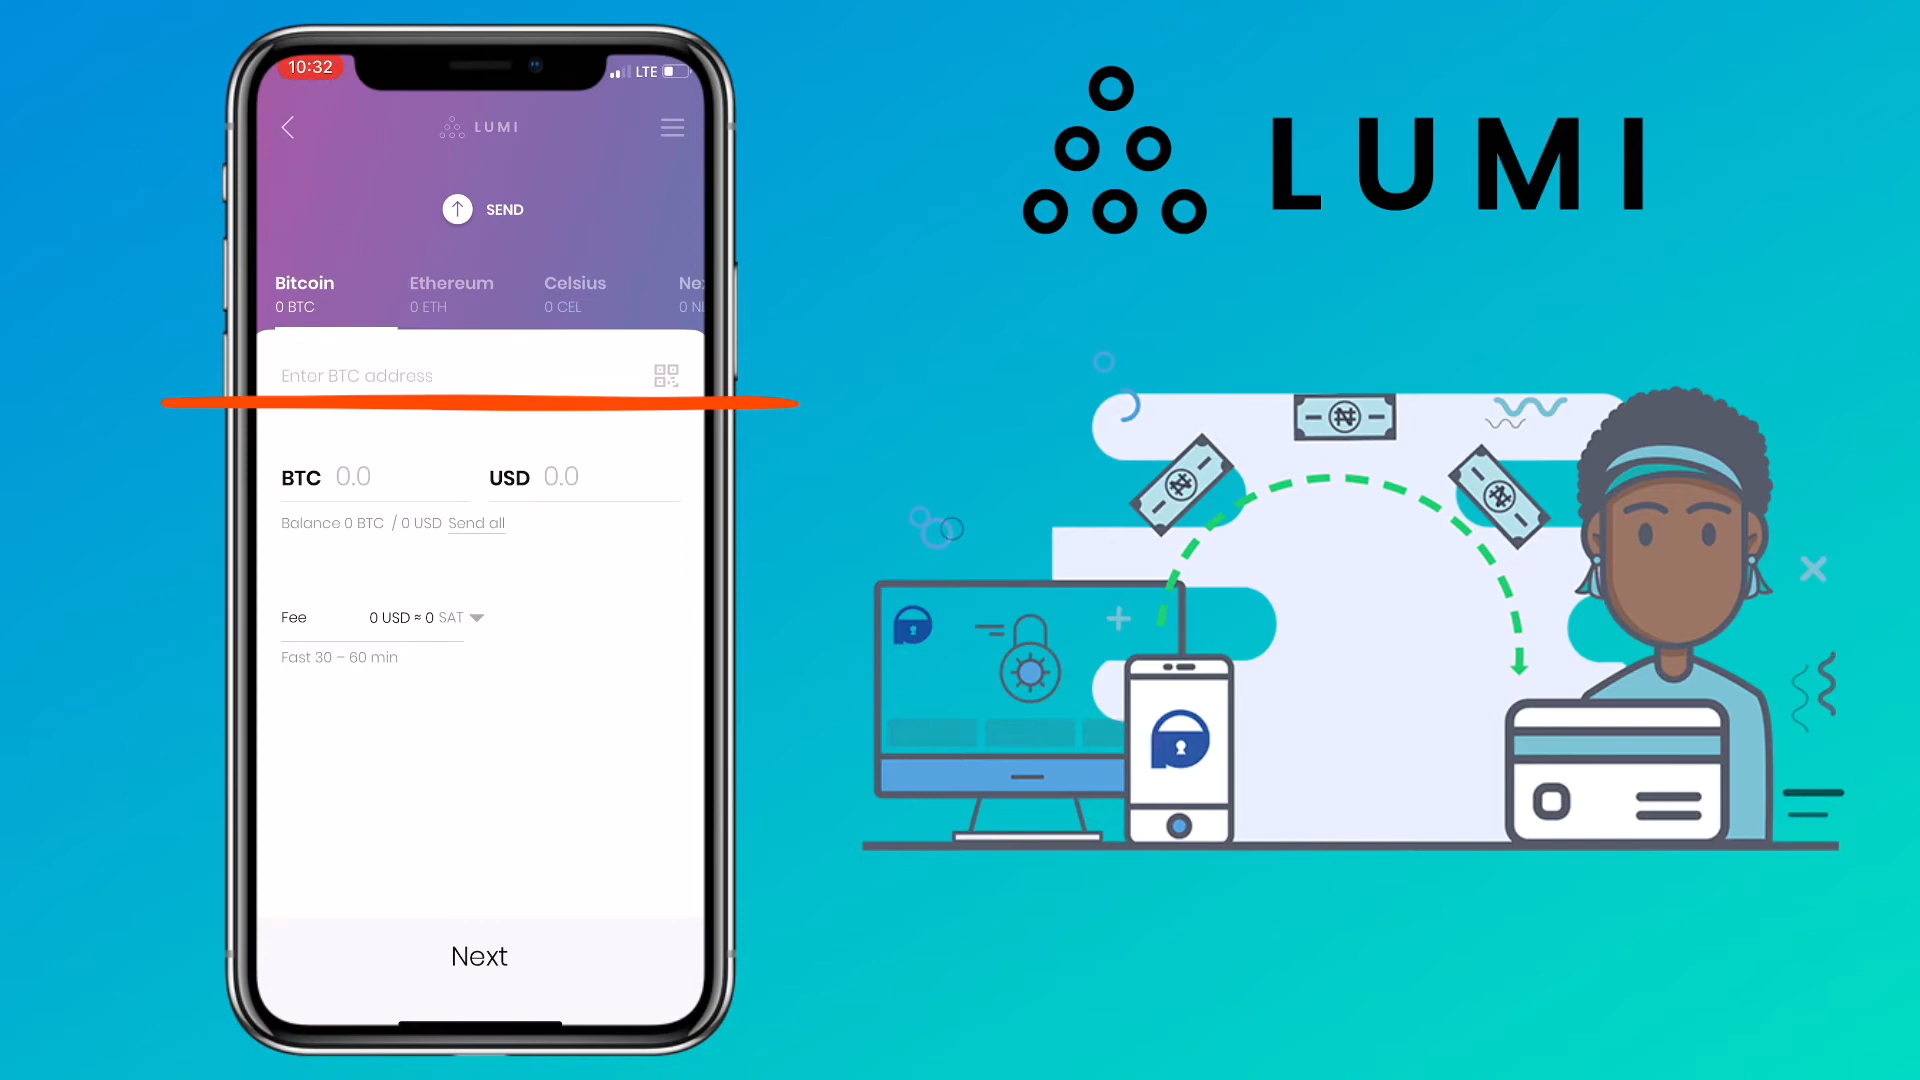 10:32
LTE
LUMI
SEND
Bitcoin
Ethereum
Celsius
0 BTC
0 ETH
0 CEL
Enter BTC address
BTC 0.0
USD 0.0
Balance 0 BTC / 0 USD Send all
Fee
0 USD ≈ 0 SAT
Fast 30 – 60 min
Next
LUMI
₦
₦
₦